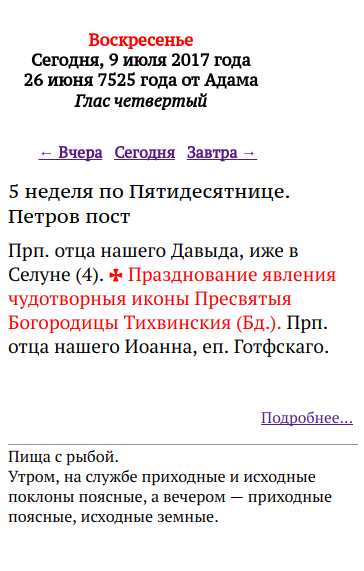 Воскресенье
Сегодня, 9 июля 2017 года
26 июня 7525 года от Адама
Глас четвертый
← Вчера Сегодня Завтра →
5 неделя по Пятидесятнице.
Петров пост
Прп. отца нашего Давыда, иже в
Селуне (4). ✠ Празднование явления
чудотворныя иконы Пресвятыя
Богородицы Тихвинския (Бд.). Прп.
отца нашего Иоанна, еп. Готфскаго.
Подробнее...
Пища с рыбой.
Утром, на службе приходные и исходные
поклоны поясные, а вечером — приходные
поясные, исходные земные.